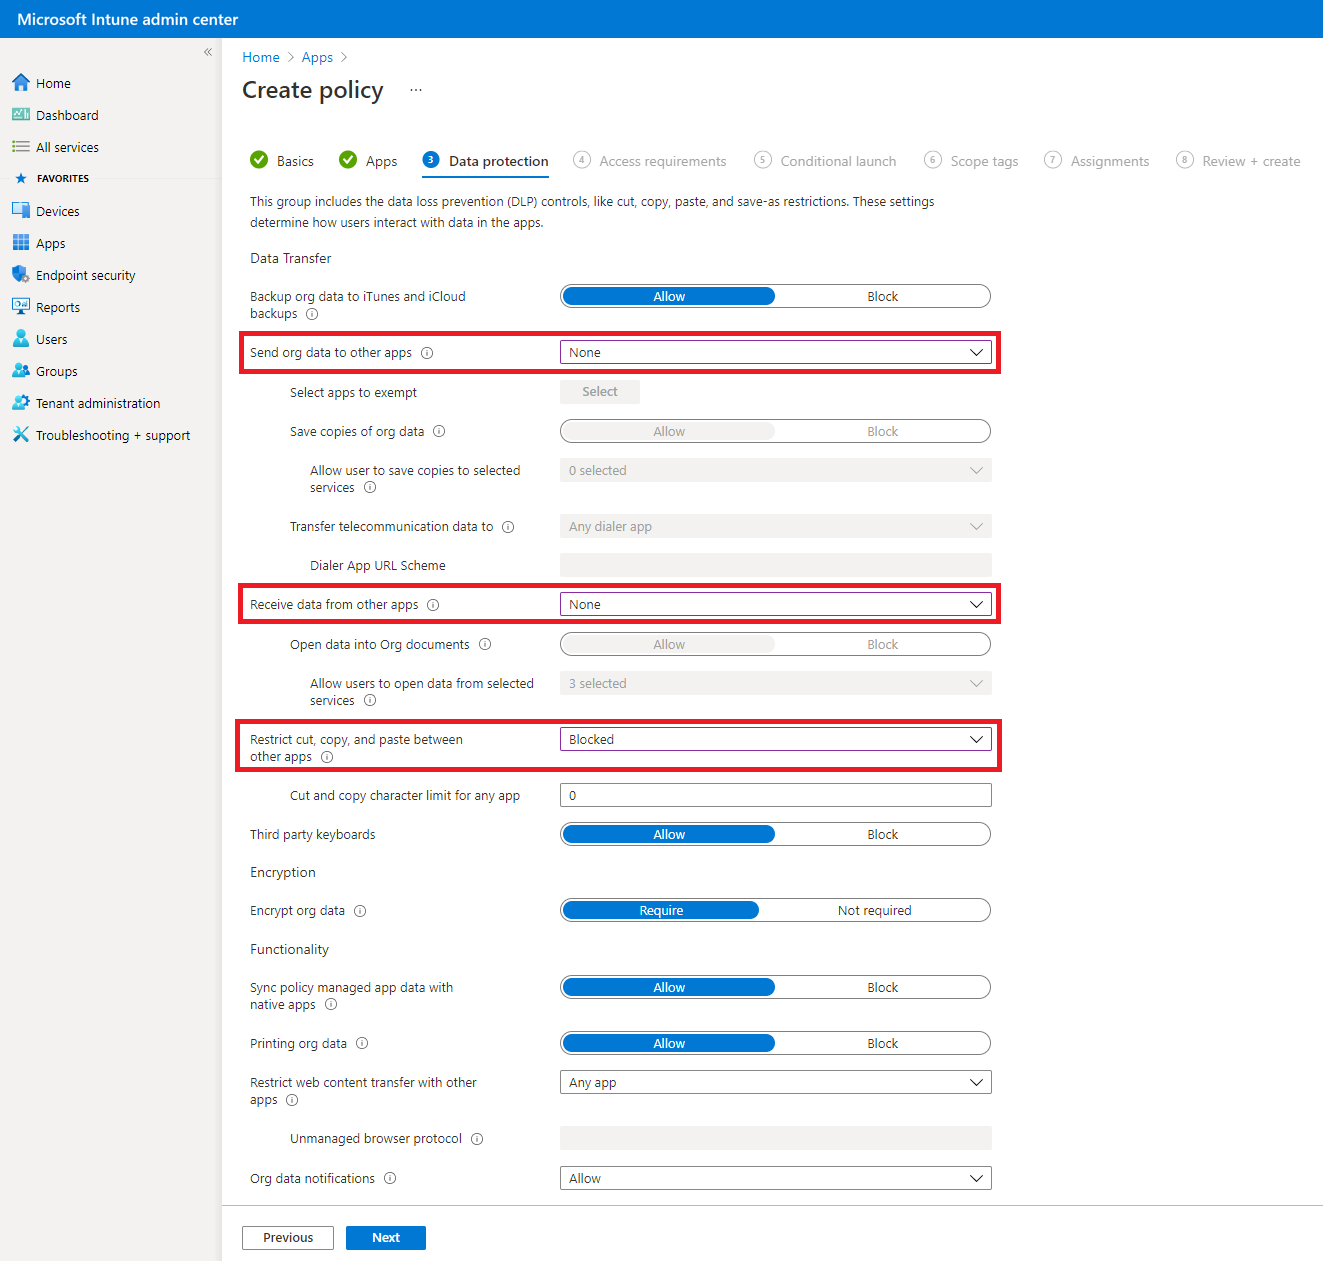 Microsoft Intune admin center
«
Home
Dashboard
All services
FAVORITES
Devices
Apps
Endpoint security
Reports
Users
Groups
Tenant administration
Troubleshooting + support
Home > Apps >
Create policy ...
Basics Apps 3 Data protection 4 Access requirements 5 Conditional launch 6 Scope tags 7 Assignments 8 Review + create
This group includes the data loss prevention (DLP) controls, like cut, copy, paste, and save-as restrictions. These settings
determine how users interact with data in the apps.
Data Transfer
Backup org data to iTunes and iCloud
backups
Allow Block
Send org data to other apps None
Select apps to exempt Select
Save copies of org data Allow Block
Allow user to save copies to selected
services
0 selected
Transfer telecommunication data to Any dialer app
Dialer App URL Scheme
Receive data from other apps None
Open data into Org documents Allow Block
Allow users to open data from selected
services
3 selected
Restrict cut, copy, and paste between
other apps
Blocked
Cut and copy character limit for any app 0
Third party keyboards Allow Block
Encryption
Encrypt org data Require Not required
Functionality
Sync policy managed app data with
native apps
Allow Block
Printing org data Allow Block
Restrict web content transfer with other
apps
Any app
Unmanaged browser protocol
Org data notifications Allow
Previous Next